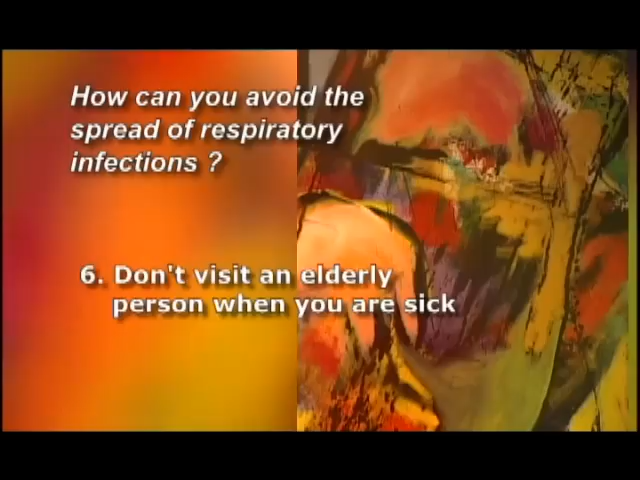 How can you avoid the
spread of respiratory
infections ?
6. Don't visit an elderly
person when you are sick